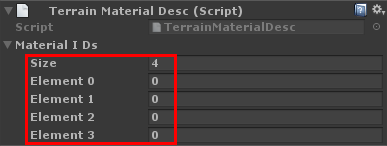 Terrain Material Desc (Script)
Script TerrainMaterialDesc
Material I Ds
Size 4
Element 0 0
Element 1 0
Element 2 0
Element 3 0